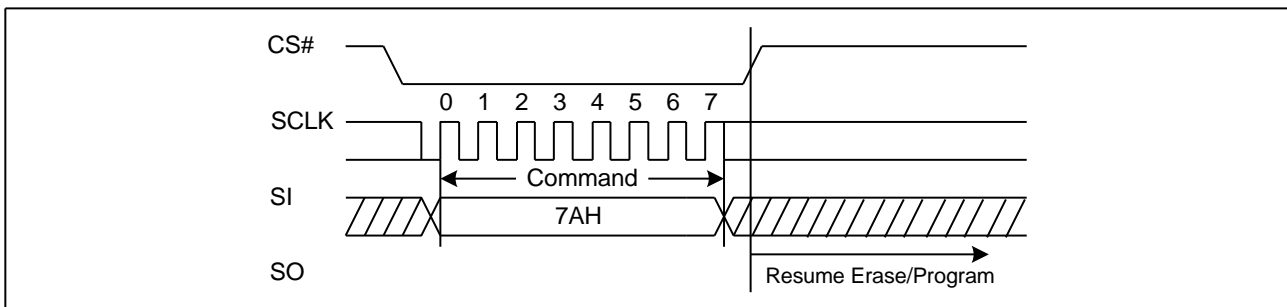 CS#
0 1 2 3 4 5 6 7
SCLK
Command
SI
7AH
SO
Resume Erase/Program